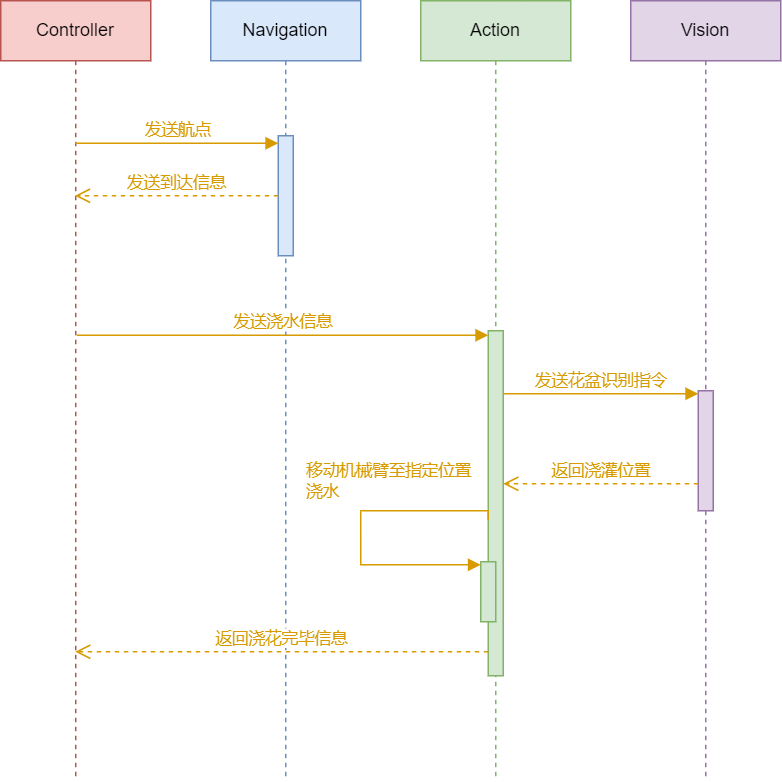 Controller
Navigation
Action
Vision
发送航点
发送到达信息
发送浇水信息
发送花盆识别指令
移动机械臂至指定位置
浇水
返回浇灌位置
返回浇花完毕信息